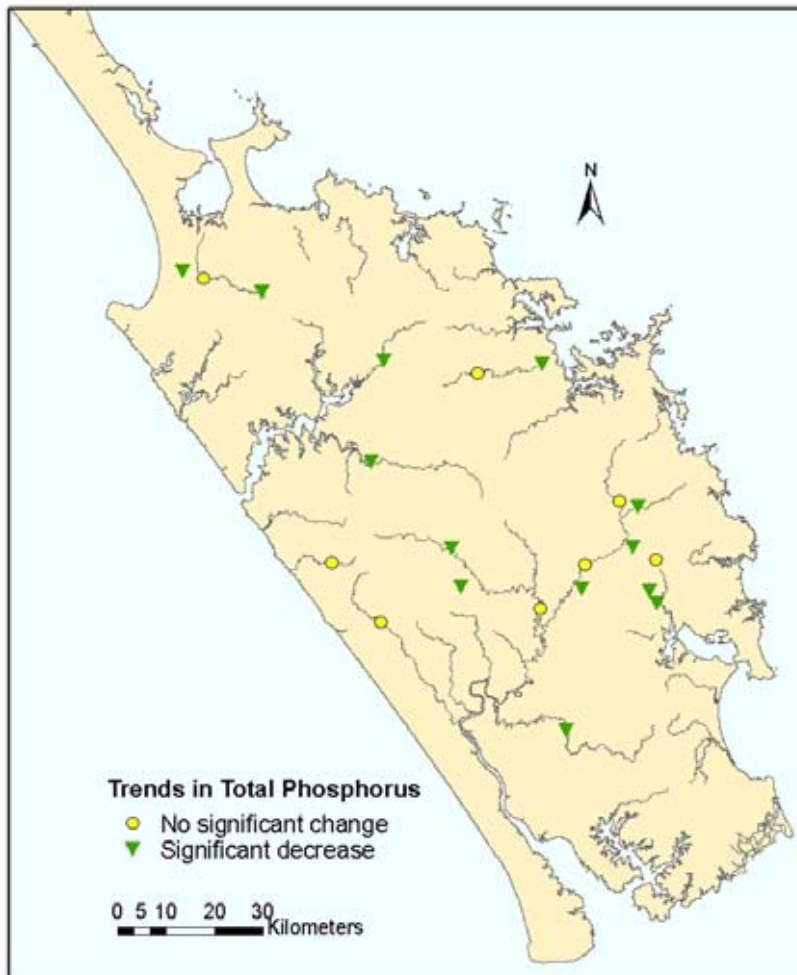 N
Trends in Total Phosphorus
No significant change
Significant decrease
0 5 10 20 30
Kilometers